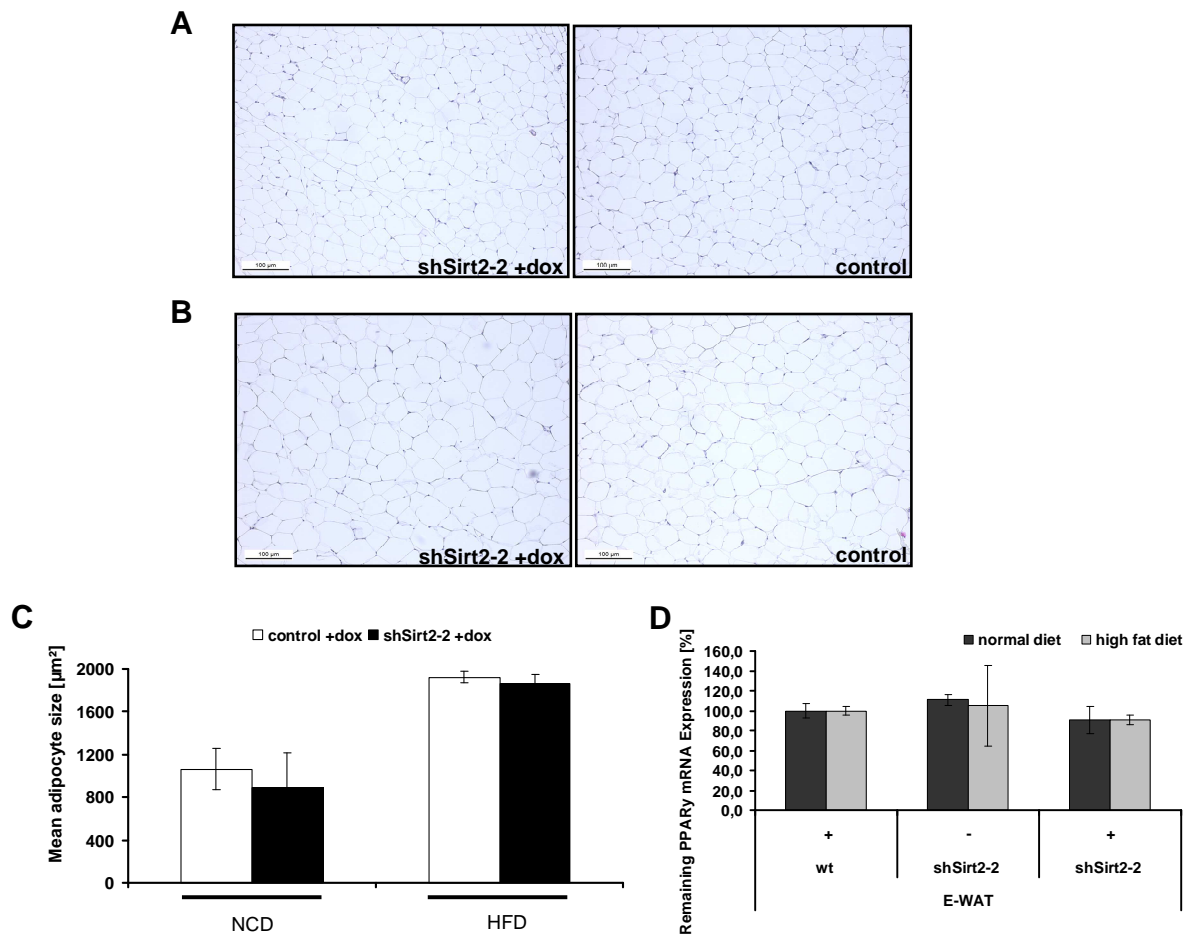 A
100 µm
shSirt2-2 +dox
100 µm
control
B
100 µm
shSirt2-2 +dox
100 µm
control
C
control +dox
shSirt2-2 +dox
Mean adipocyte size [µm²]
2000
1600
1200
800
400
0
NCD
HFD
D
normal diet
high fat diet
Remaining PPARγ mRNA Expression [%]
160,0
140,0
120,0
100,0
80,0
60,0
40,0
20,0
0,0
+ - +
wt shSirt2-2 shSirt2-2
E-WAT